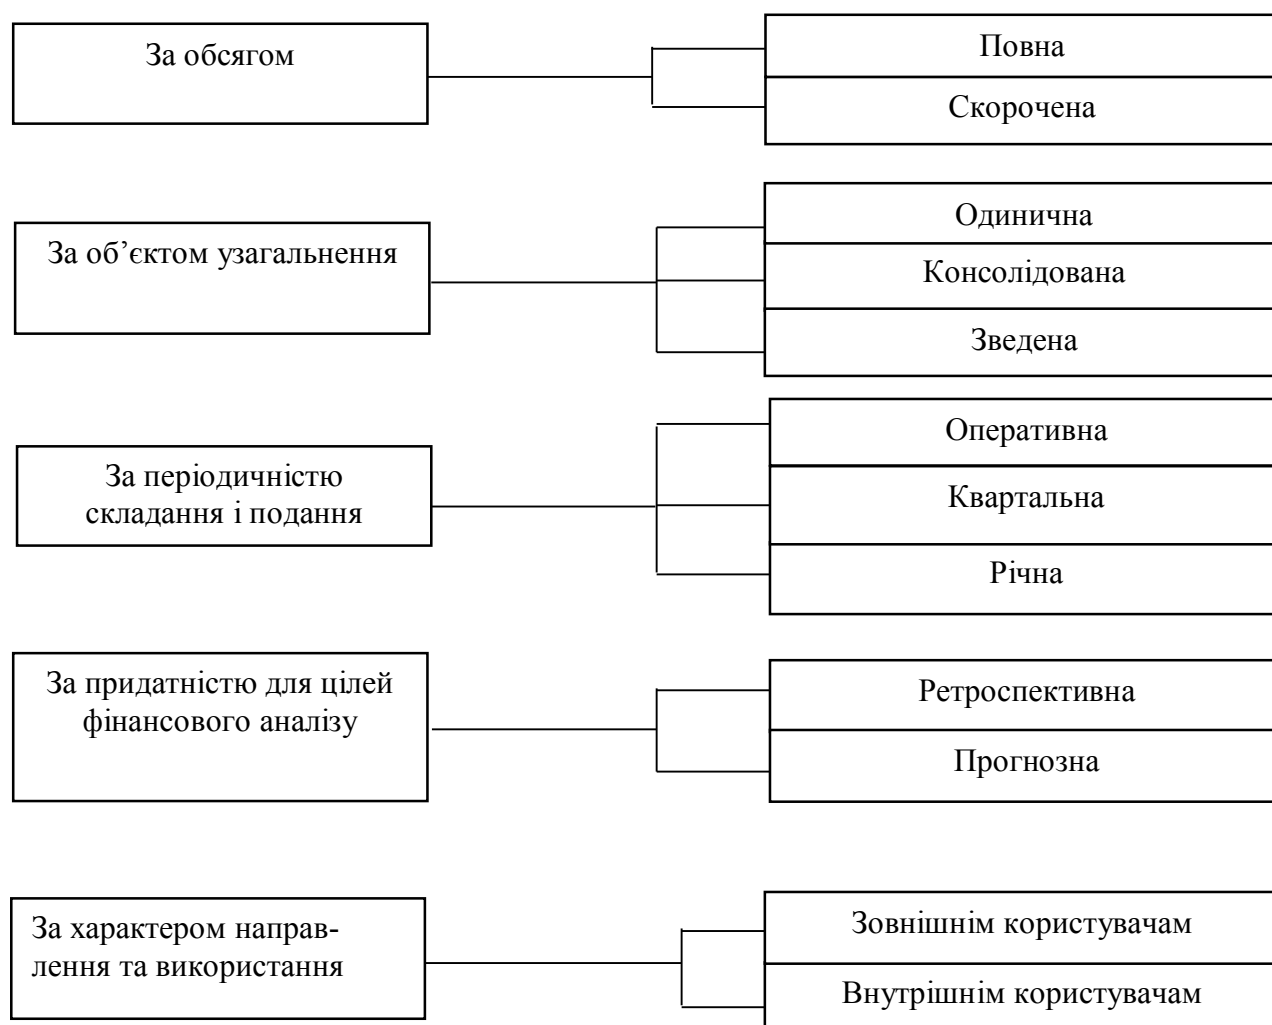 За обсягом
Повна
Скорочена
За об’єктом узагальнення
Одинична
Консолідована
Зведена
За періодичністю
складання і подання
Оперативна
Квартальна
Річна
За придатністю для цілей
фінансового аналізу
Ретроспективна
Прогнозна
За характером направ-
лення та використання
Зовнішнім користувачам
Внутрішнім користувачам